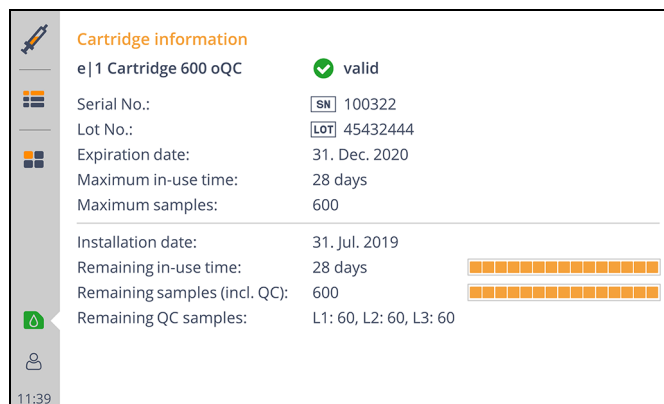 Cartridge information
e|1 Cartridge 600 oQC valid
Serial No.: SN 100322
Lot No.: LOT 45432444
Expiration date: 31. Dec. 2020
Maximum in-use time: 28 days
Maximum samples: 600
Installation date: 31. Jul. 2019
Remaining in-use time: 28 days
Remaining samples (incl. QC): 600
Remaining QC samples: L1: 60, L2: 60, L3: 60
11:39